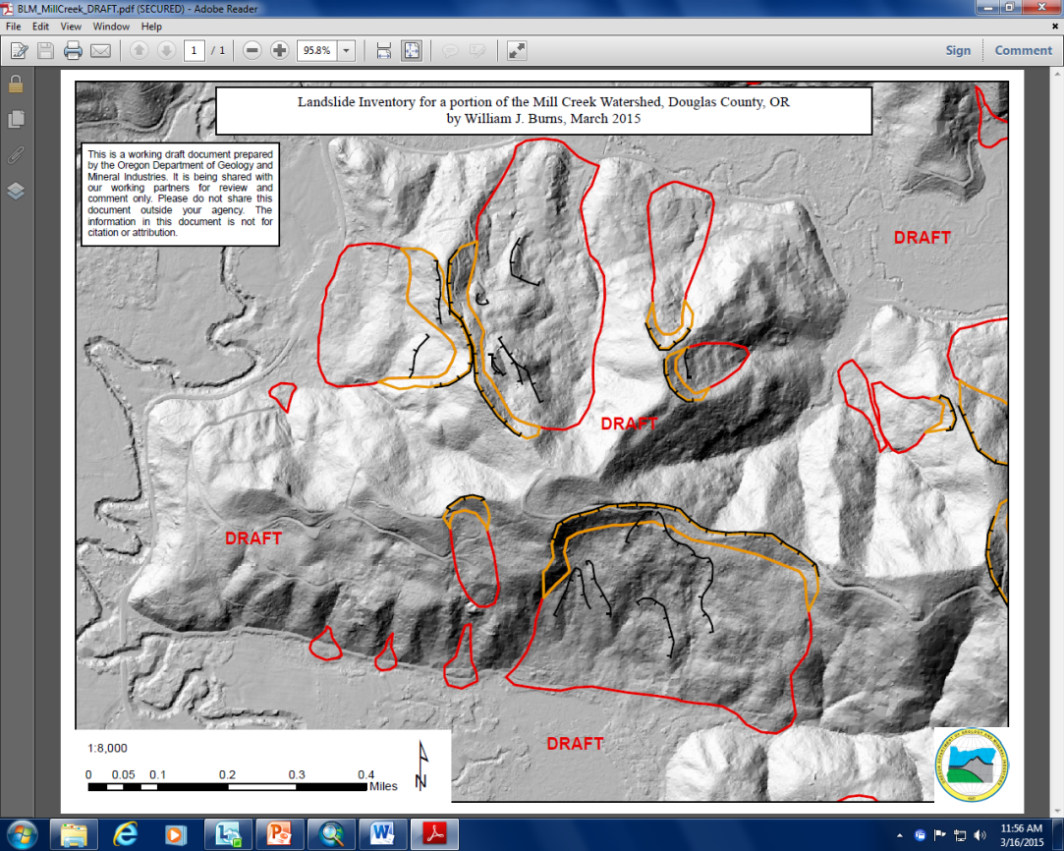 BLM_MillCreek_DRAFT.pdf (SECURED) - Adobe Reader
File Edit View Window Help
1 / 1 95.8% Sign Comment
Landslide Inventory for a portion of the Mill Creek Watershed, Douglas County, OR
by William J. Burns, March 2015
This is a working draft document prepared
by the Oregon Department of Geology and
Mineral Industries. It is being shared with
our working partners for review and
comment only. Please do not share this
document outside your agency. The
information in this document is not for
citation or attribution.
DRAFT
DRAFT
DRAFT
DRAFT
1:8,000
0 0.05 0.1 0.2 0.3 0.4
Miles
N
11:56 AM
3/16/2015